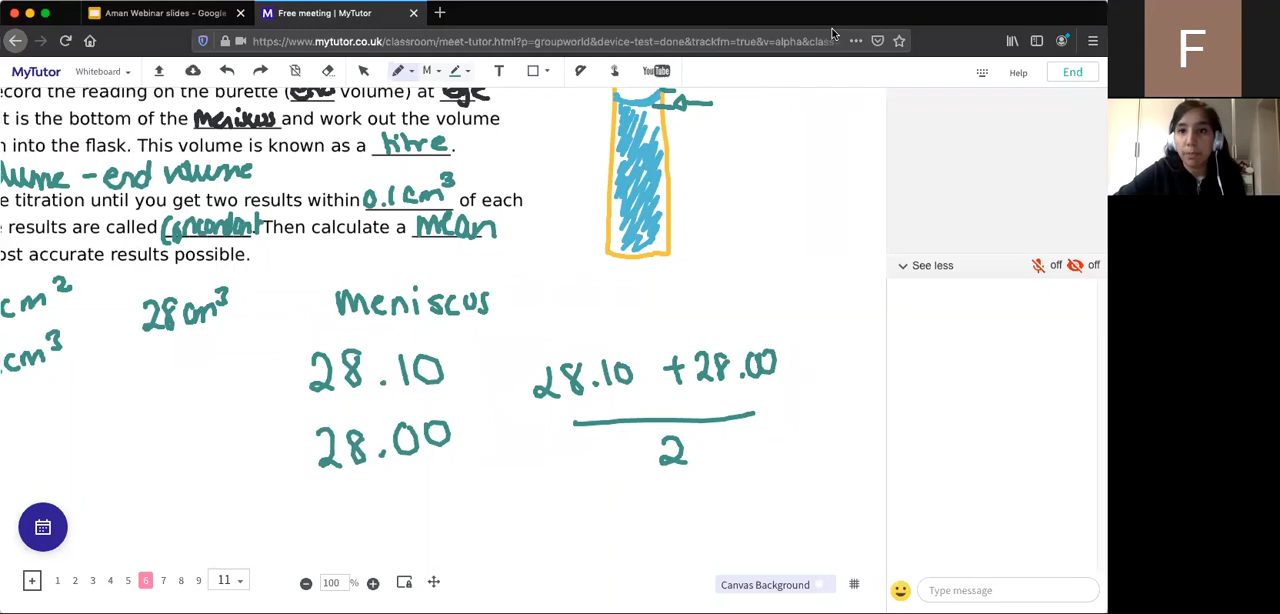 Aman Webinar slides - Google
Free meeting | MyTutor
https://www.mytutor.co.uk/classroom/meet-tutor.html?p=groupworld&device-test=done&trackfm=true&v=alpha&class=
MyTutor
Whiteboard
M
T
YouTube
Help
End
F
ecord the reading on the burette (end volume) at eye
t is the bottom of the meniscus and work out the volume
n into the flask. This volume is known as a titre.
lume - end volume
e titration until you get two results within 0.1cm³ of each
e results are called concordant. Then calculate a mean
ost accurate results possible.
cm²
28cm³
meniscus
cm³
28.10
28.10 + 28.00
2
28.00
See less
off
off
1 2 3 4 5 6 7 8 9 11
100 %
Canvas Background
Type message